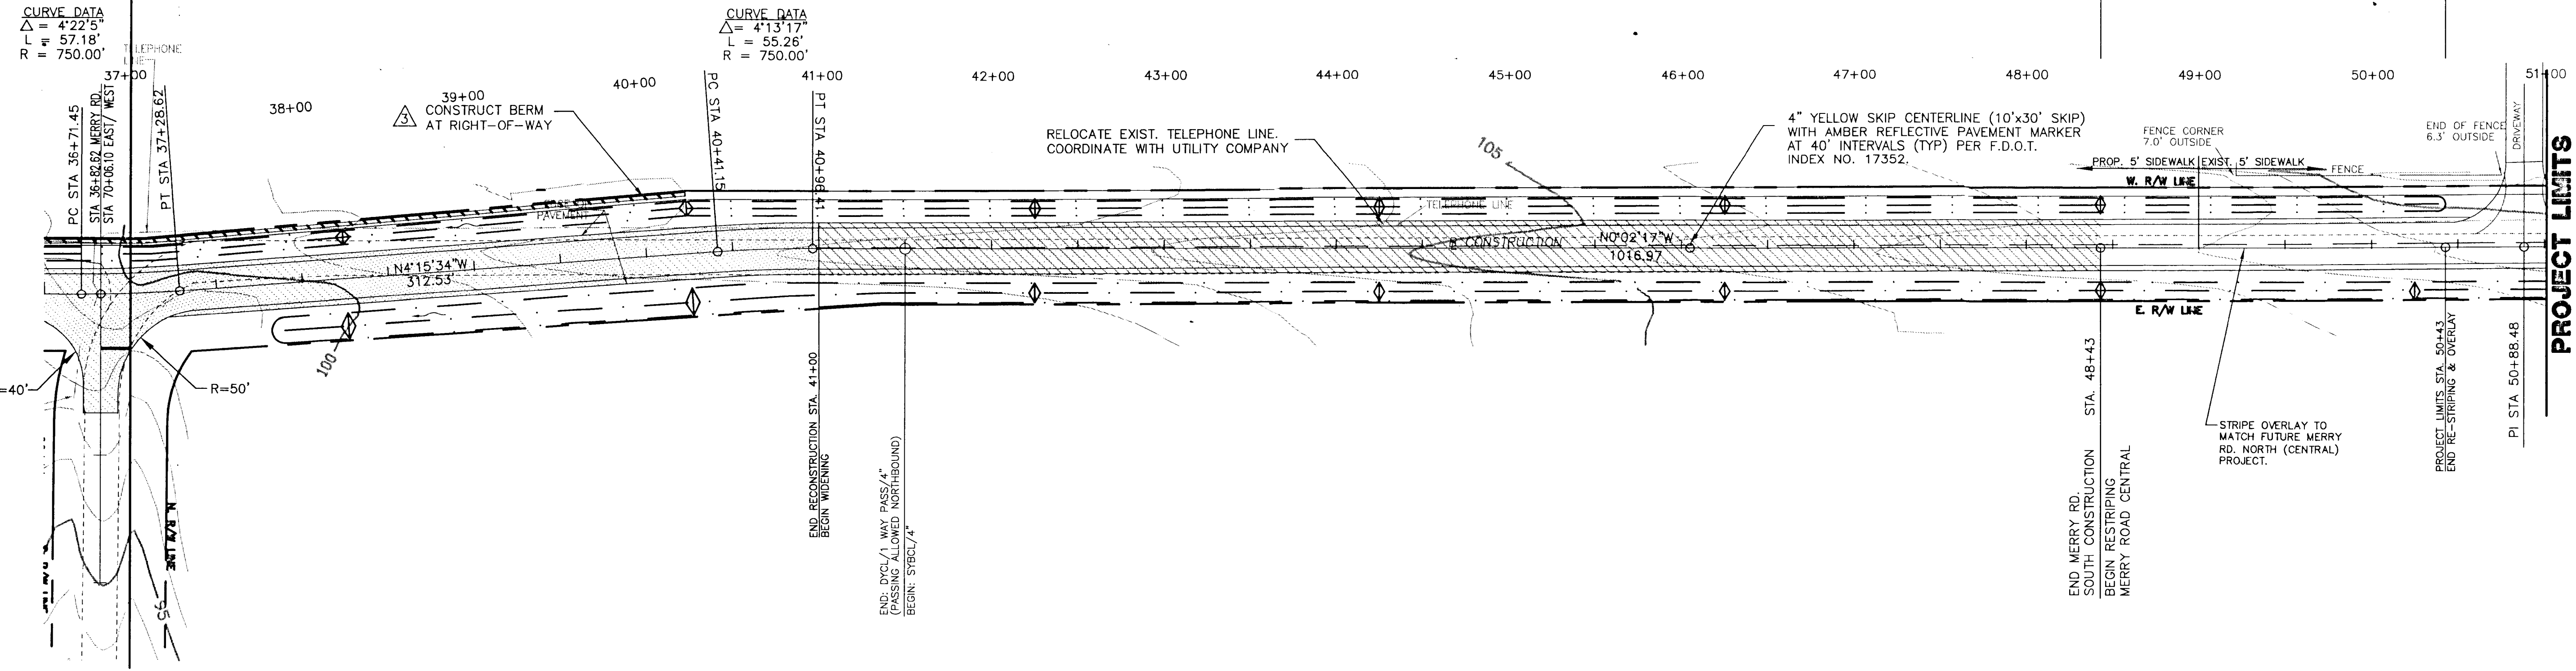 CURVE DATA
△ = 4°22'5"
L = 57.18'
R = 750.00'
TELEPHONE
LINE
CURVE DATA
△= 4°13'17"
L = 55.26'
R = 750.00'
37+00
38+00
39+00
40+00
41+00
42+00
43+00
44+00
45+00
46+00
47+00
48+00
49+00
50+00
51+00
PC STA 36+71.45
STA 36+82.62 MERRY RD.
STA 70+06.10 EAST/ WEST
PT STA 37+28.62
3 CONSTRUCT BERM
AT RIGHT-OF-WAY
PC STA 40+41.15
PT STA 40+96.41
RELOCATE EXIST. TELEPHONE LINE.
COORDINATE WITH UTILITY COMPANY
105
4" YELLOW SKIP CENTERLINE (10'x30' SKIP)
WITH AMBER REFLECTIVE PAVEMENT MARKER
AT 40' INTERVALS (TYP) PER F.D.O.T.
INDEX NO. 17352.
FENCE CORNER
7.0' OUTSIDE
PROP. 5' SIDEWALK
EXIST. 5' SIDEWALK
FENCE
END OF FENCE
6.3' OUTSIDE
DRIVEWAY
W. R/W LINE
PROJECT LIMITS
PAVEMENT
TELEPHONE LINE
CONSTRUCTION
N0°02'17"W
1016.97
N4°15'34"W
312.53'
E. R/W LINE
100
=40'
R=50'
END RECONSTRUCTION STA. 41+00
BEGIN WIDENING
END: DYCL/1 WAY PASS/4"
(PASSING ALLOWED NORTHBOUND)
BEGIN: SYBCL/4"
END MERRY RD.
SOUTH CONSTRUCTION STA. 48+43
BEGIN RESTRIPING
MERRY ROAD CENTRAL
STRIPE OVERLAY TO
MATCH FUTURE MERRY
RD. NORTH (CENTRAL)
PROJECT.
PROJECT LIMITS STA. 50+43
END RE-STRIPING & OVERLAY
PI STA 50+88.48
N. R/W LINE
R/W LINE
95